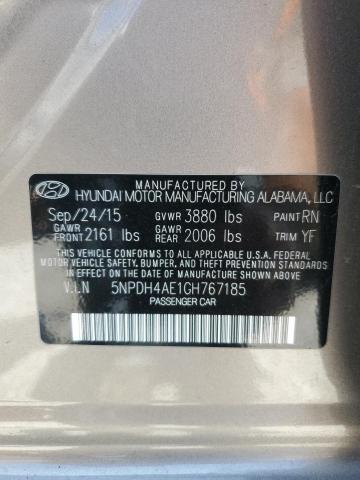 MANUFACTURED BY
HYUNDAI MOTOR MANUFACTURING ALABAMA, LLC
Sep/24/15 GVWR 3880 lbs PAINT RN
GAWR FRONT 2161 lbs GAWR REAR 2006 lbs TRIM YF
THIS VEHICLE CONFORMS TO ALL APPLICABLE U.S.A. FEDERAL
MOTOR VEHICLE SAFETY, BUMPER, AND THEFT PREVENTION
STANDARDS IN EFFECT ON THE DATE OF MANUFACTURE SHOWN ABOVE.
V.I.N 5NPDH4AE1GH767185
PASSENGER CAR